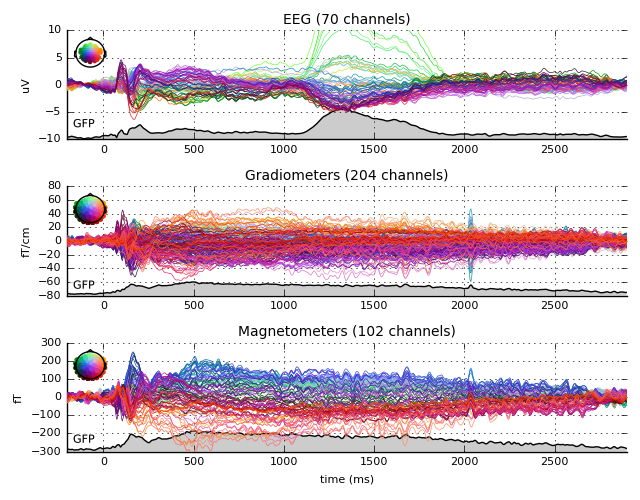 EEG (70 channels)
10
5
0
−5
−10
uV
GFP
0 500 1000 1500 2000 2500
Gradiometers (204 channels)
80
60
40
20
0
−20
−40
−60
−80
fT/cm
GFP
0 500 1000 1500 2000 2500
Magnetometers (102 channels)
300
200
100
0
−100
−200
−300
fT
GFP
0 500 1000 1500 2000 2500
time (ms)